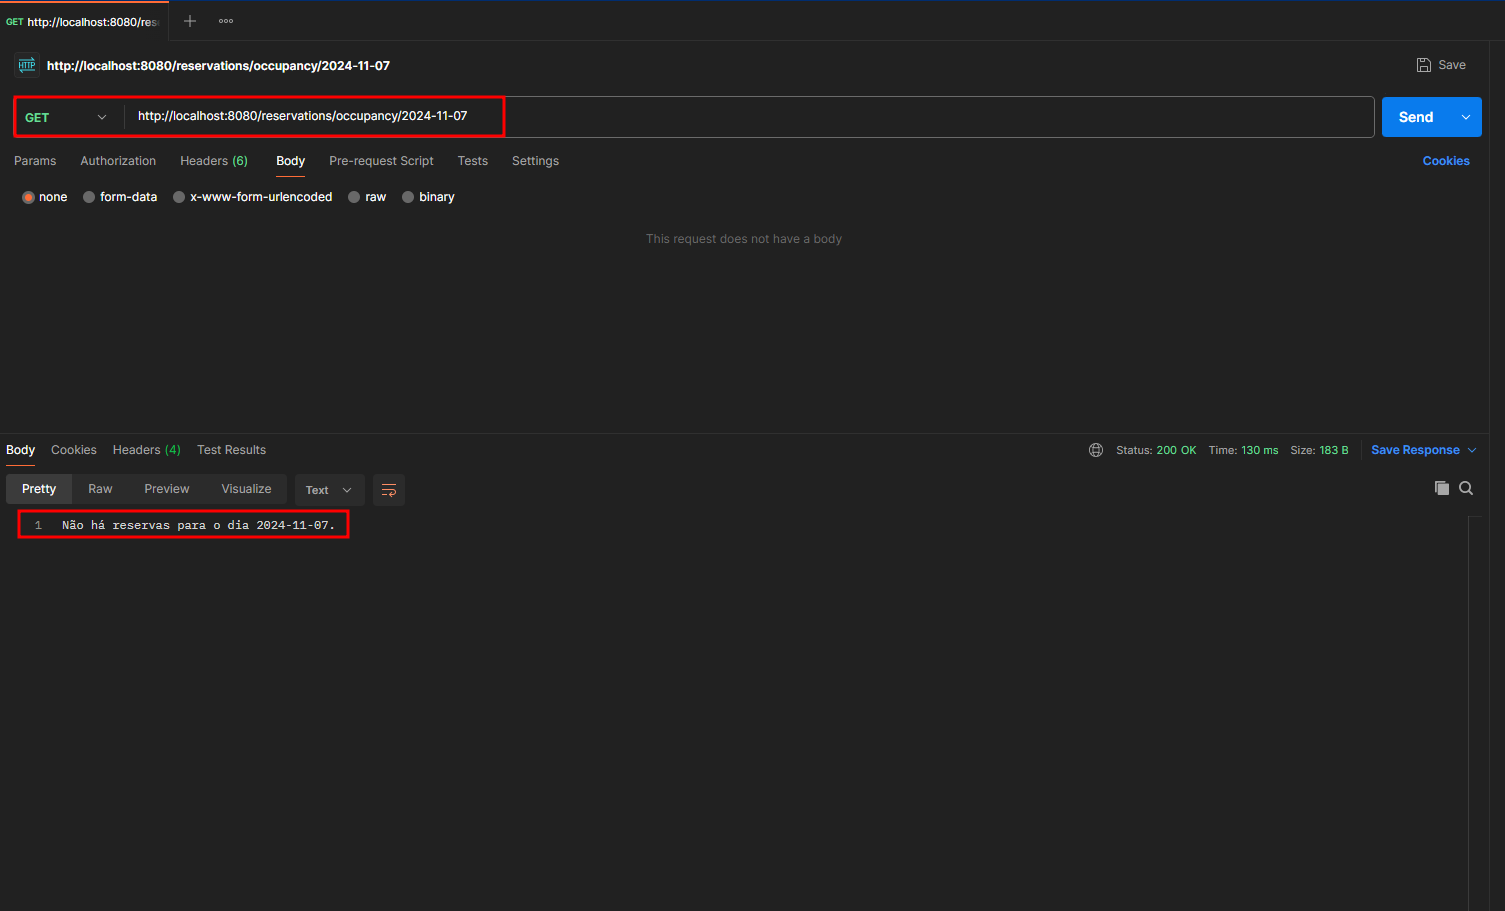 GET http://localhost:8080/res
HTTP http://localhost:8080/reservations/occupancy/2024-11-07 Save
GET http://localhost:8080/reservations/occupancy/2024-11-07 Send
Params Authorization Headers (6) Body Pre-request Script Tests Settings Cookies
none form-data x-www-form-urlencoded raw binary
This request does not have a body
Body Cookies Headers (4) Test Results Status: 200 OK Time: 130 ms Size: 183 B Save Response
Pretty Raw Preview Visualize Text
1 Não há reservas para o dia 2024-11-07.